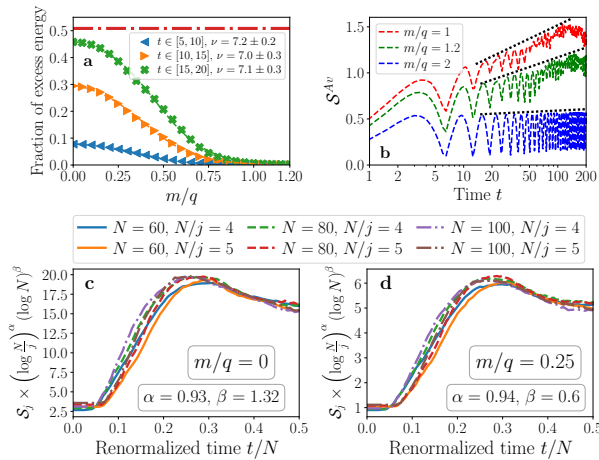 Fraction of excess energy
0.5
0.4
0.3
0.2
0.1
0.0
a
t ∈ [5, 10], ν = 7.2 ± 0.2
t ∈ [10, 15], ν = 7.0 ± 0.3
t ∈ [15, 20], ν = 7.1 ± 0.3
0.00 0.25 0.50 0.75 1.00 1.20
m/q
S^{Av}
1.5
1.0
0.5
0.0
m/q = 1
m/q = 1.2
m/q = 2
b
1 2 5 10 20 50 100 200
Time t
N = 60, N/j = 4
N = 80, N/j = 4
N = 100, N/j = 4
N = 60, N/j = 5
N = 80, N/j = 5
N = 100, N/j = 5
S_j × (log N/j)^α (log N)^β
20.0
17.5
15.0
12.5
10.0
7.5
5.0
2.5
c
m/q = 0
α = 0.93, β = 1.32
0.0 0.1 0.2 0.3 0.4 0.5
Renormalized time t/N
S_j × (log N/j)^α (log N)^β
6
5
4
3
2
1
d
m/q = 0.25
α = 0.94, β = 0.6
0.0 0.1 0.2 0.3 0.4 0.5
Renormalized time t/N